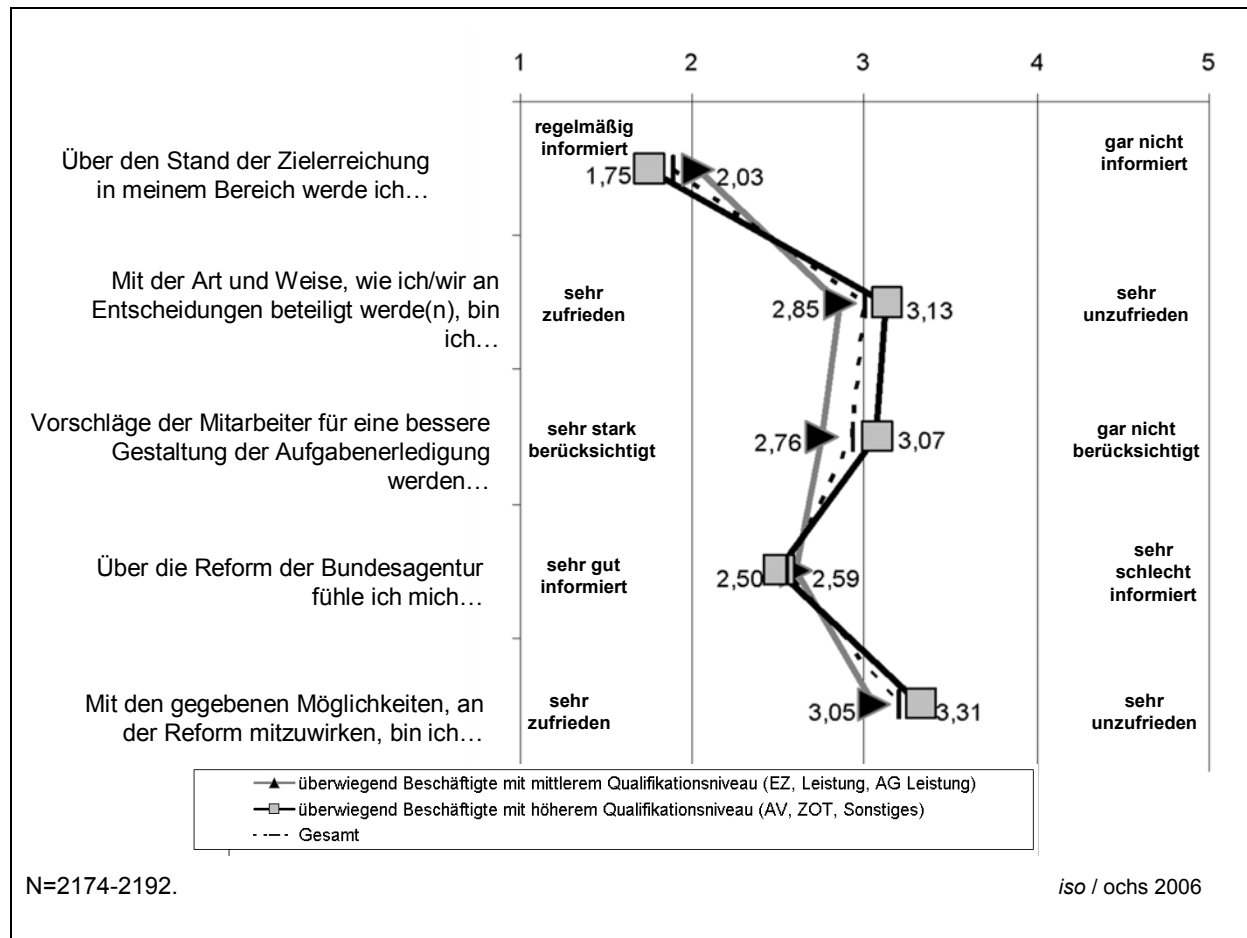 1 2 3 4 5
Über den Stand der Zielerreichung
in meinem Bereich werde ich…
regelmäßig
informiert
1,75
2,03
gar nicht
informiert
Mit der Art und Weise, wie ich/wir an
Entscheidungen beteiligt werde(n), bin
ich…
sehr
zufrieden
2,85
3,13
sehr
unzufrieden
Vorschläge der Mitarbeiter für eine bessere
Gestaltung der Aufgabenerledigung
werden…
sehr stark
berücksichtigt
2,76
3,07
gar nicht
berücksichtigt
Über die Reform der Bundesagentur
fühle ich mich…
sehr gut
informiert
2,50
2,59
sehr
schlecht
informiert
Mit den gegebenen Möglichkeiten, an
der Reform mitzuwirken, bin ich…
sehr
zufrieden
3,05
3,31
sehr
unzufrieden
überwiegend Beschäftigte mit mittlerem Qualifikationsniveau (EZ, Leistung, AG Leistung)
überwiegend Beschäftigte mit höherem Qualifikationsniveau (AV, ZOT, Sonstiges)
Gesamt
N=2174-2192.
iso / ochs 2006